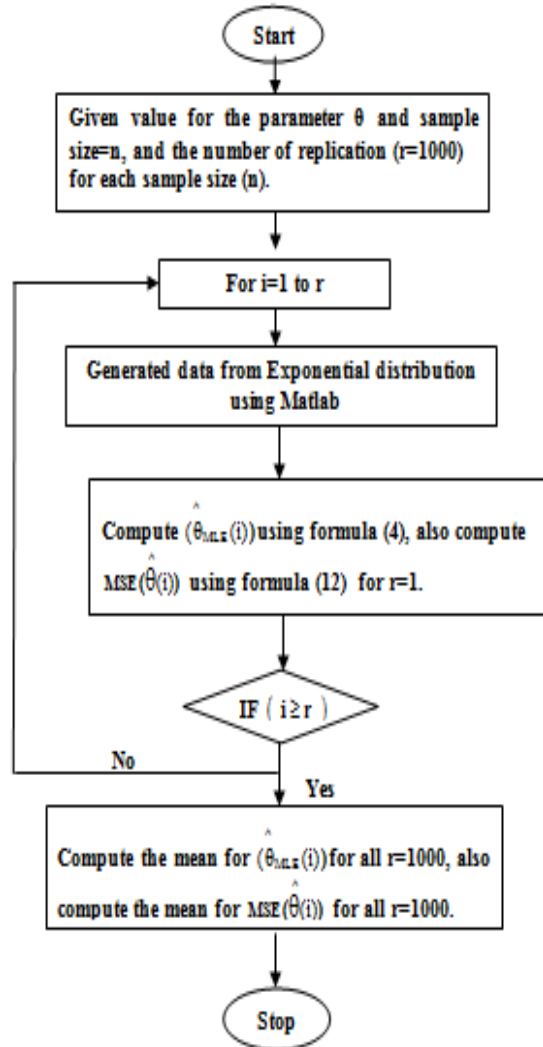 Start
Given value for the parameter θ and sample
size=n, and the number of replication (r=1000)
for each sample size (n).
For i=1 to r
Generated data from Exponential distribution
using Matlab
Compute (θ̂MLE(i))using formula (4), also compute
MSE(θ̂(i)) using formula (12) for r=1.
IF ( i≥r )
No
Yes
Compute the mean for (θ̂MLE(i))for all r=1000, also
compute the mean for MSE(θ̂(i)) for all r=1000.
Stop